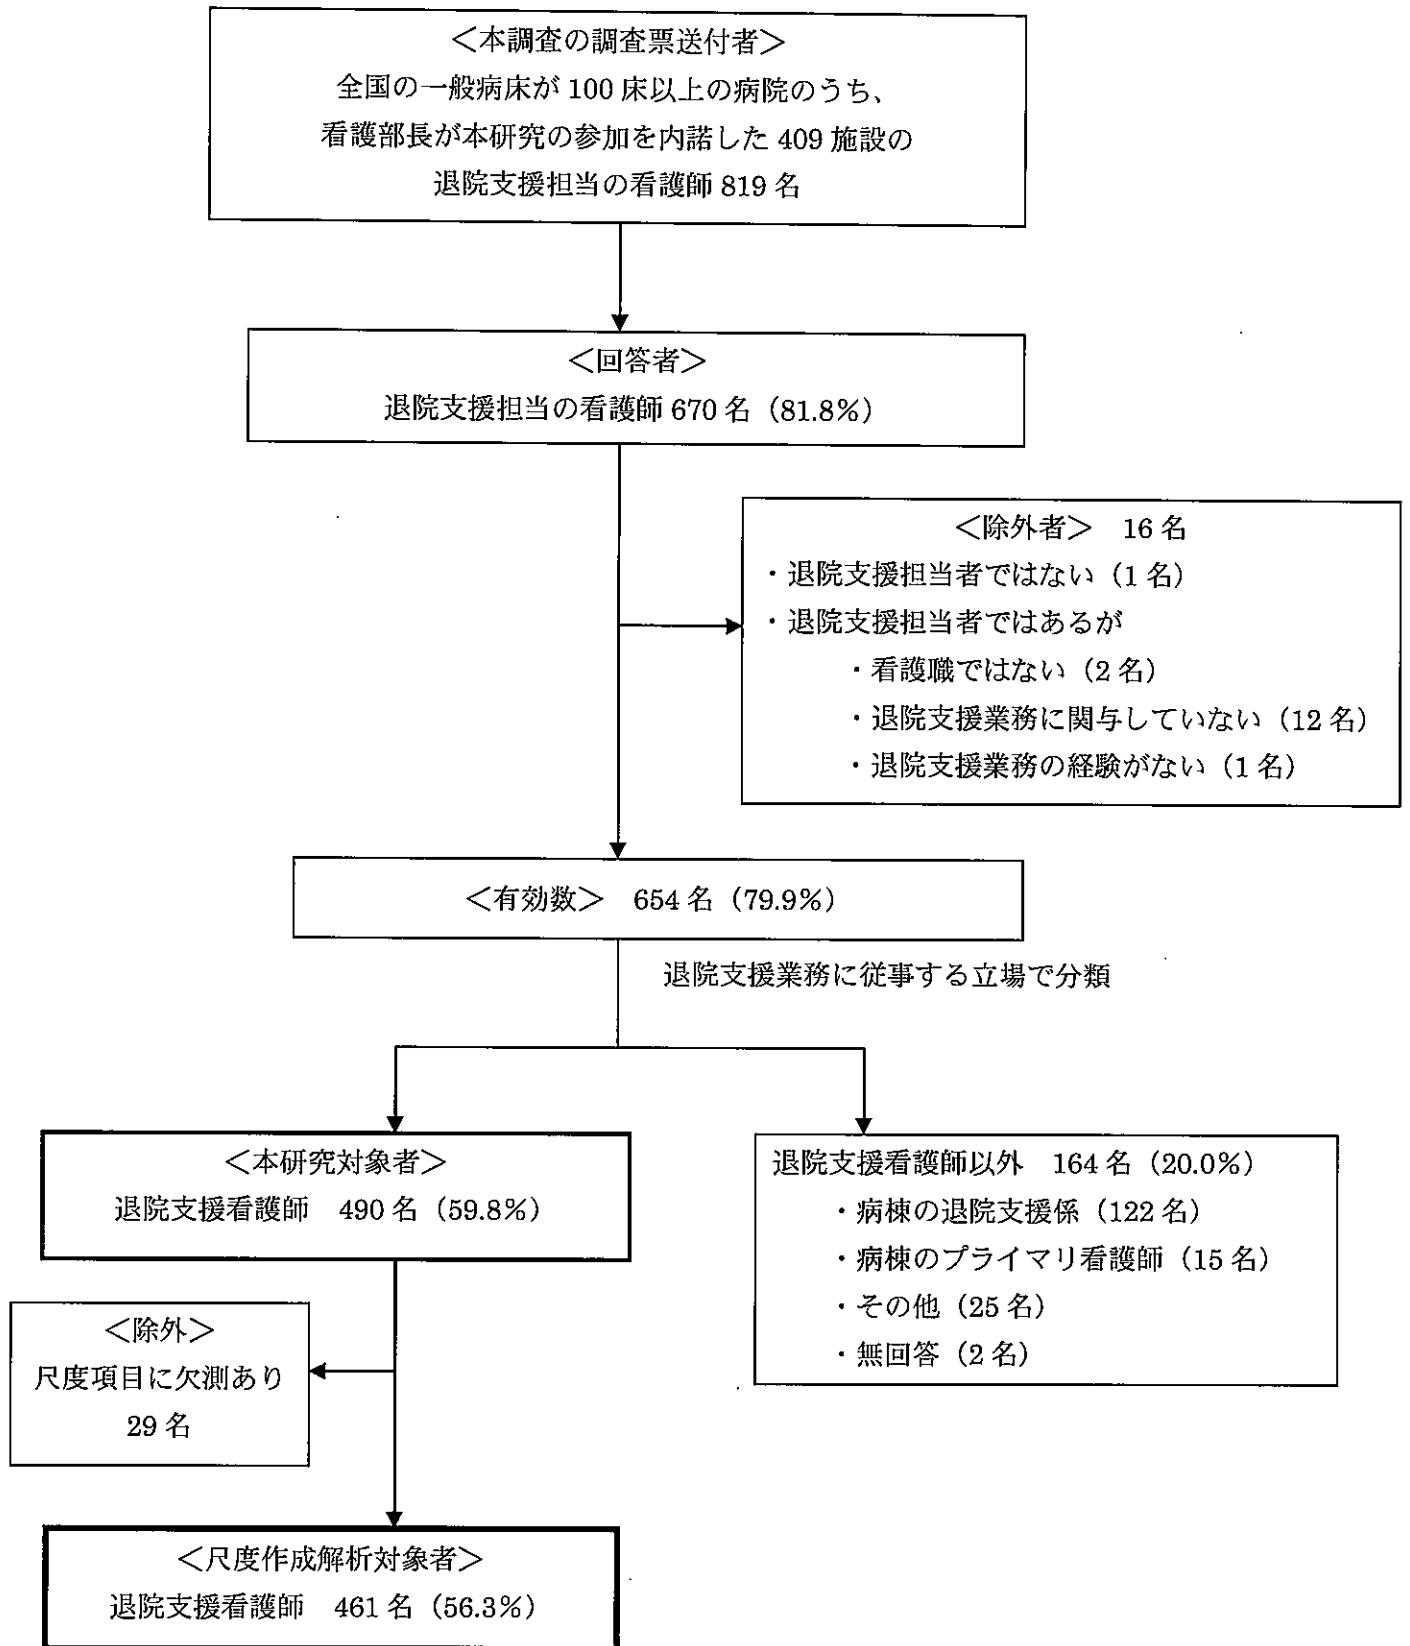 ＜本調査の調査票送付者＞
全国の一般病床が 100 床以上の病院のうち、
看護部長が本研究の参加を内諾した 409 施設の
退院支援担当の看護師 819 名
＜回答者＞
退院支援担当の看護師 670 名（81.8％）
＜除外者＞　16 名
・退院支援担当者ではない（1 名）
・退院支援担当者ではあるが
・看護職ではない（2 名）
・退院支援業務に関与していない（12 名）
・退院支援業務の経験がない（1 名）
＜有効数＞　654 名（79.9％）
退院支援業務に従事する立場で分類
＜本研究対象者＞
退院支援看護師　490 名（59.8％）
退院支援看護師以外　164 名（20.0％）
・病棟の退院支援係（122 名）
・病棟のプライマリ看護師（15 名）
・その他（25 名）
・無回答（2 名）
＜除外＞
尺度項目に欠測あり
29 名
＜尺度作成解析対象者＞
退院支援看護師　461 名（56.3％）